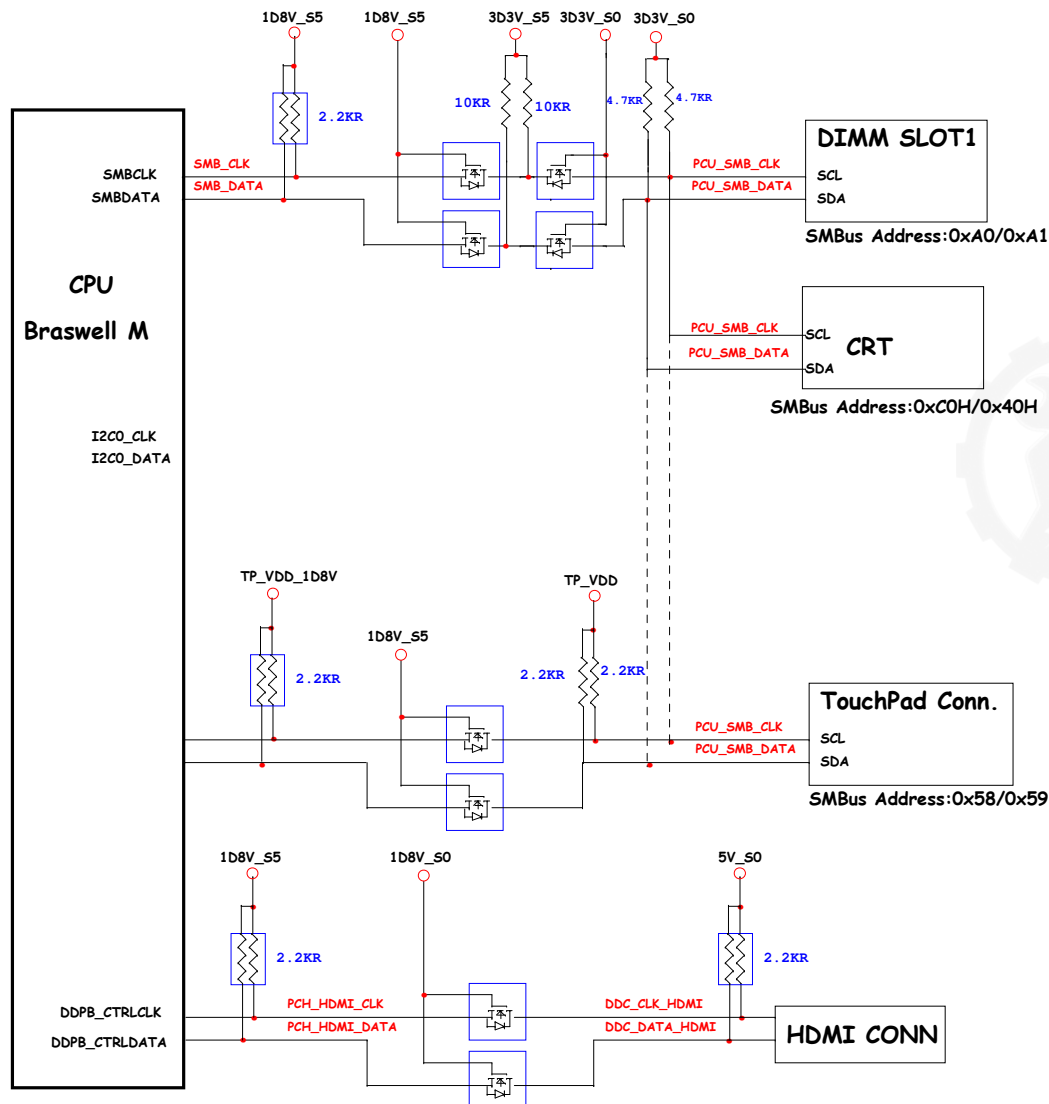 1D8V_S5
1D8V_S5
3D3V_S5
3D3V_S0
3D3V_S0
2.2KR
10KR
10KR
4.7KR
4.7KR
SMBCLK
SMB_CLK
SMBDATA
SMB_DATA
PCU_SMB_CLK
PCU_SMB_DATA
DIMM SLOT1
SCL
SDA
SMBus Address:0xA0/0xA1
CPU
Braswell M
PCU_SMB_CLK
PCU_SMB_DATA
SCL
CRT
SDA
SMBus Address:0xC0H/0x40H
I2C0_CLK
I2C0_DATA
TP_VDD_1D8V
TP_VDD
1D8V_S5
2.2KR
2.2KR
2.2KR
PCU_SMB_CLK
PCU_SMB_DATA
TouchPad Conn.
SCL
SDA
SMBus Address:0x58/0x59
1D8V_S5
1D8V_S0
5V_S0
2.2KR
2.2KR
DDPB_CTRLCLK
PCH_HDMI_CLK
DDC_CLK_HDMI
DDPB_CTRLDATA
PCH_HDMI_DATA
DDC_DATA_HDMI
HDMI CONN